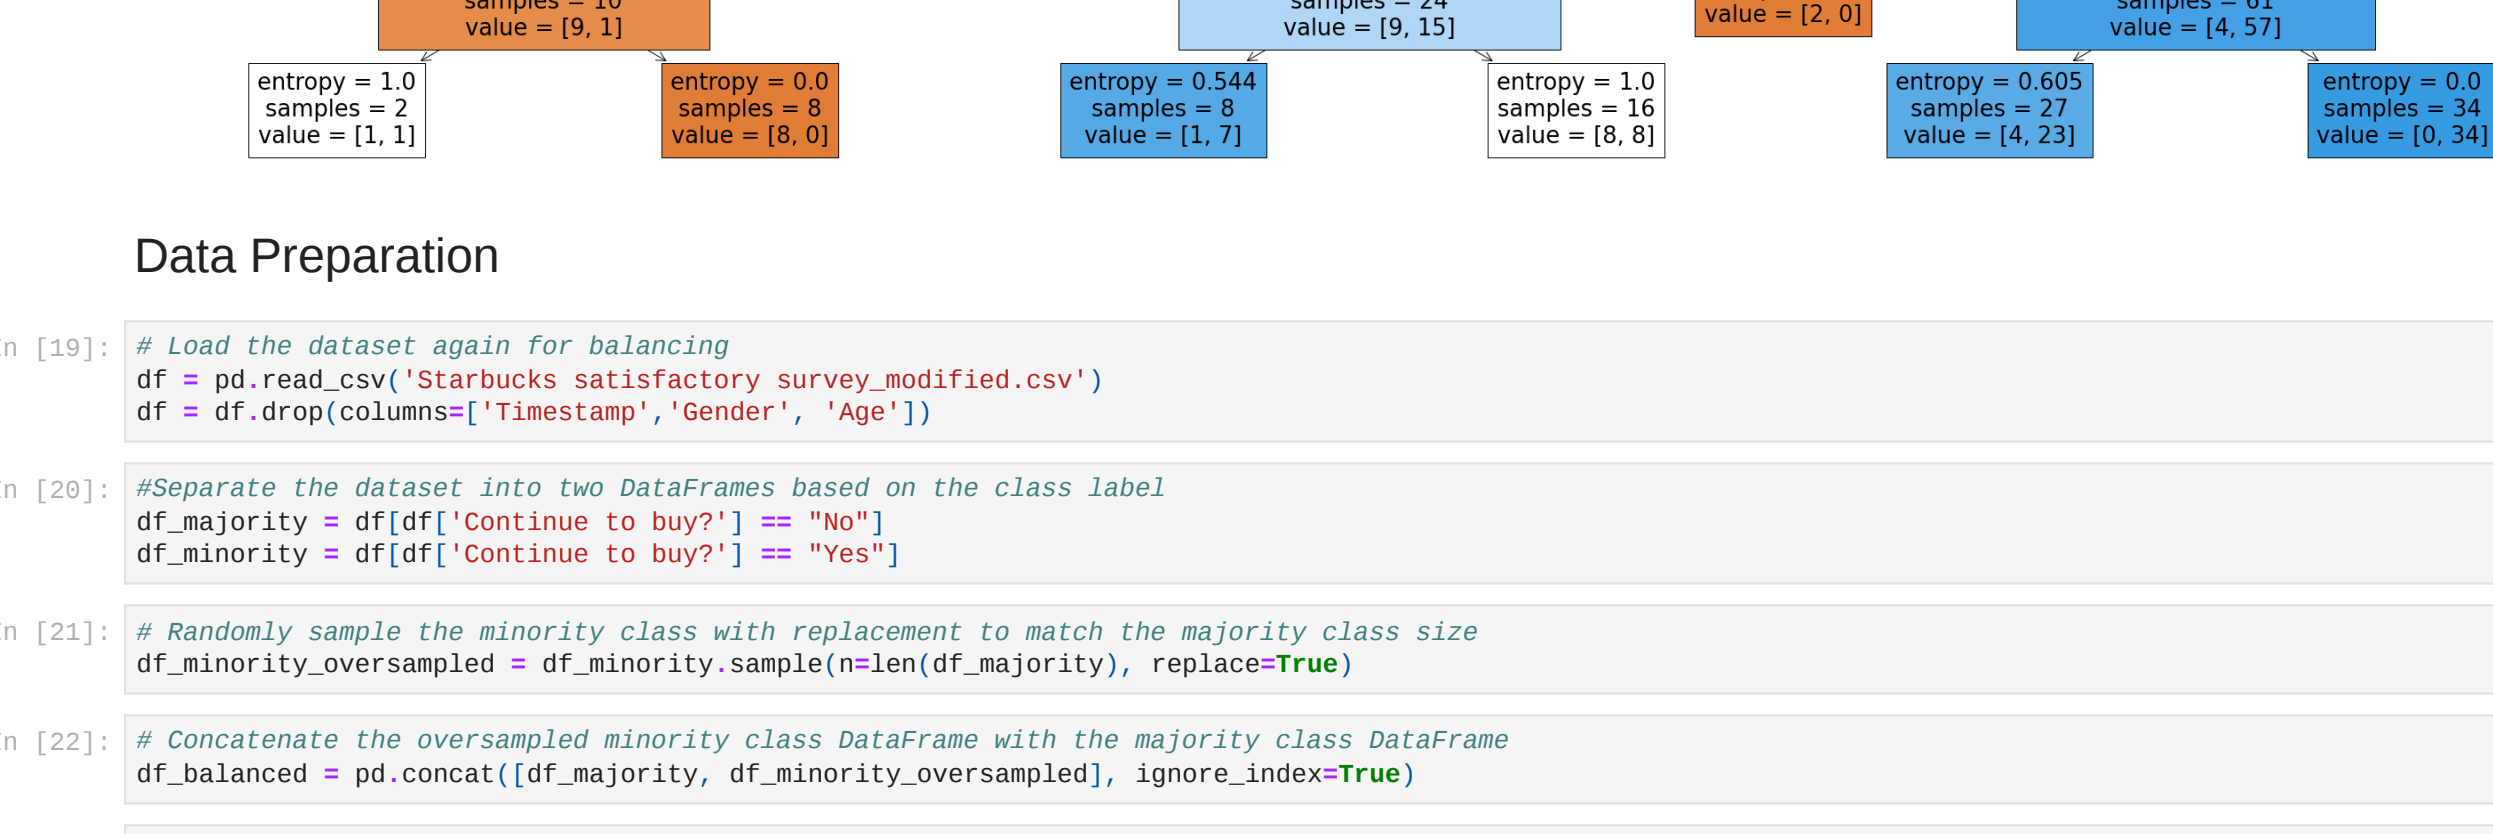 samples = 10
value = [9, 1]
samples = 24
value = [9, 15]
value = [2, 0]
samples = 61
value = [4, 57]
entropy = 1.0
samples = 2
value = [1, 1]
entropy = 0.0
samples = 8
value = [8, 0]
entropy = 0.544
samples = 8
value = [1, 7]
entropy = 1.0
samples = 16
value = [8, 8]
entropy = 0.605
samples = 27
value = [4, 23]
entropy = 0.0
samples = 34
value = [0, 34]
Data Preparation
n [19]:
# Load the dataset again for balancing
df = pd.read_csv('Starbucks satisfactory survey_modified.csv')
df = df.drop(columns=['Timestamp','Gender', 'Age'])
n [20]:
#Separate the dataset into two DataFrames based on the class label
df_majority = df[df['Continue to buy?'] == "No"]
df_minority = df[df['Continue to buy?'] == "Yes"]
n [21]:
# Randomly sample the minority class with replacement to match the majority class size
df_minority_oversampled = df_minority.sample(n=len(df_majority), replace=True)
n [22]:
# Concatenate the oversampled minority class DataFrame with the majority class DataFrame
df_balanced = pd.concat([df_majority, df_minority_oversampled], ignore_index=True)